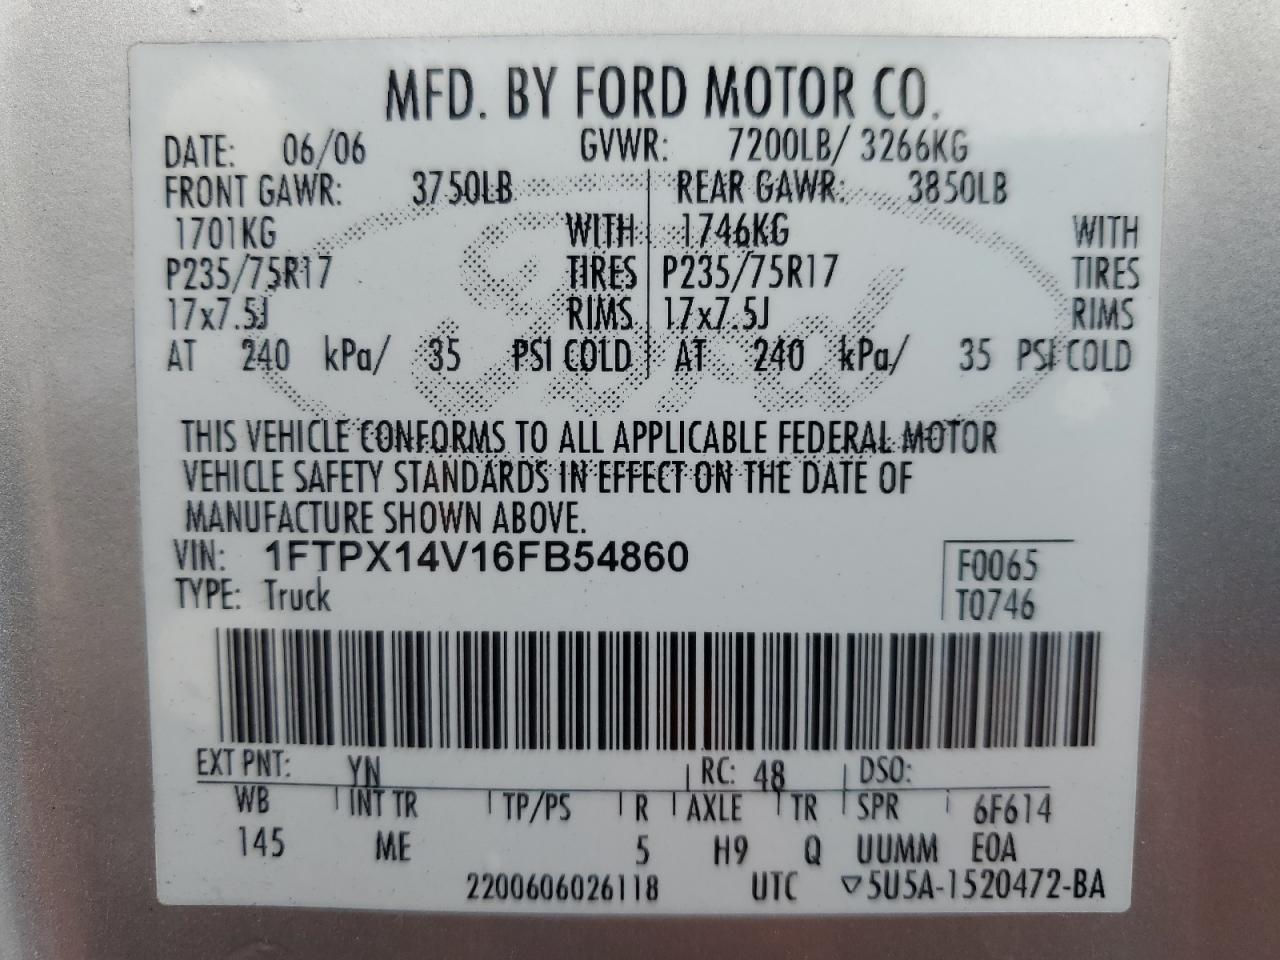 MFD. BY FORD MOTOR CO.
DATE: 06/06 GVWR: 7200LB/ 3266KG
FRONT GAWR: 3750LB REAR GAWR: 3850LB
1701KG WITH 1746KG WITH
P235/75R17 TIRES P235/75R17 TIRES
17x7.5J RIMS 17x7.5J RIMS
AT 240 kPa/ 35 PSI COLD AT 240 kPa/ 35 PSI COLD
Ford
THIS VEHICLE CONFORMS TO ALL APPLICABLE FEDERAL MOTOR
VEHICLE SAFETY STANDARDS IN EFFECT ON THE DATE OF
MANUFACTURE SHOWN ABOVE.
VIN: 1FTPX14V16FB54860 F0065
TYPE: Truck T0746
EXT PNT: YN RC: 48 DSO:
WB INT TR TP/PS R AXLE TR SPR 6F614
145 ME 5 H9 Q UUMM E0A
2200606026118 UTC ▽5U5A-1520472-BA